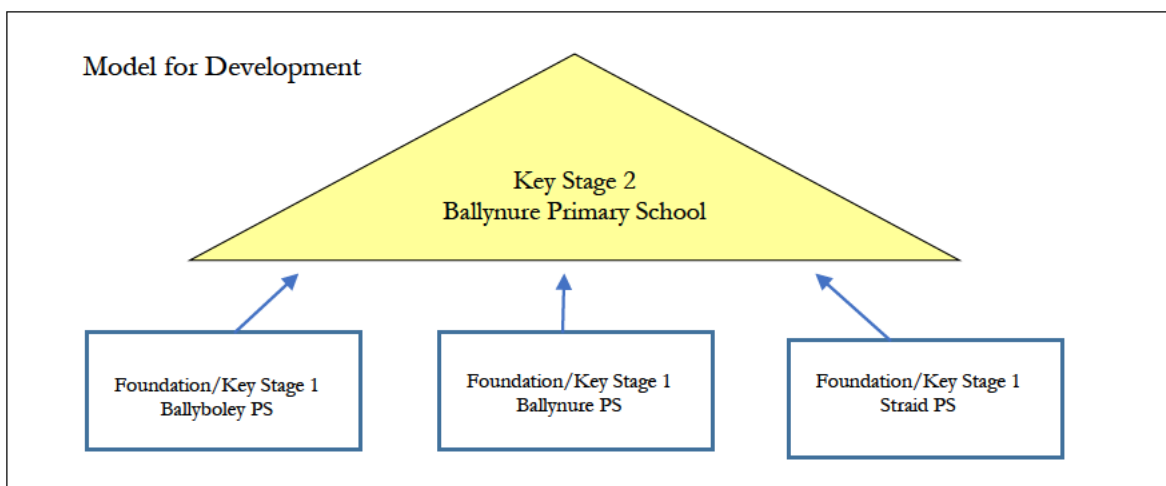 Model for Development
Key Stage 2
Ballynure Primary School
Foundation/Key Stage 1
Ballyboley PS
Foundation/Key Stage 1
Ballynure PS
Foundation/Key Stage 1
Straid PS